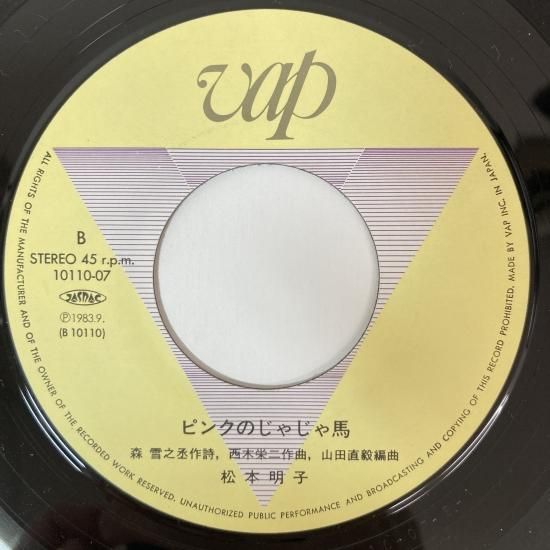 vap
B
STEREO 45 r.p.m.
10110-07
JASRAC
Ⓟ1983.9.
(B 10110)
ピンクのじゃじゃ馬
森 雪之丞作詩, 西木栄二作曲, 山田直毅編曲
松本明子
ALL RIGHTS OF THE MANUFACTURER AND OF THE OWNER OF THE RECORDED WORK RESERVED. UNAUTHORIZED PUBLIC PERFORMANCE AND BROADCASTING AND COPYING OF THIS RECORD PROHIBITED. MADE BY VAP INC. IN JAPAN.